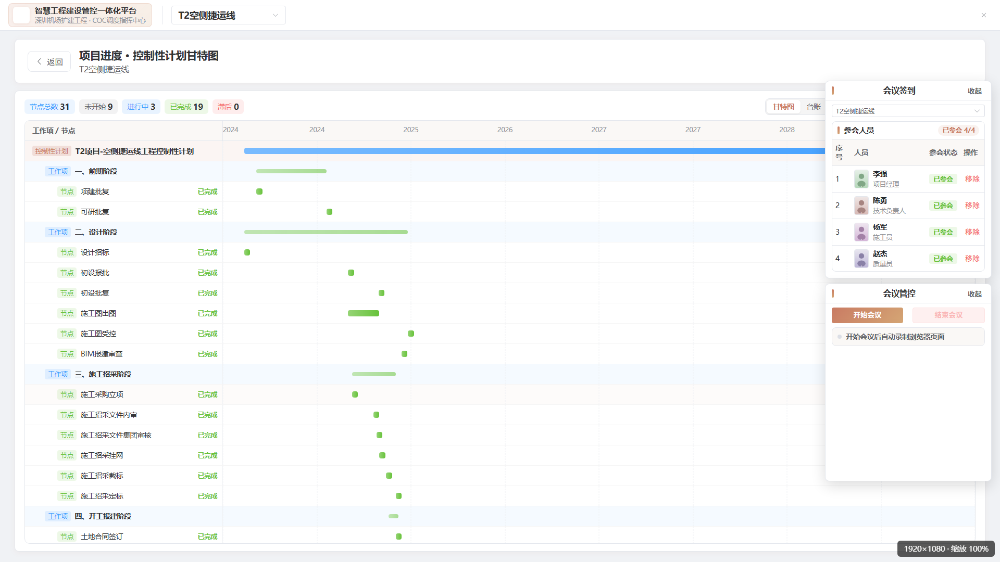 智慧工程建设管控一体化平台
深圳机场扩建工程 · COC调度指挥中心
T2空侧捷运线
返回
项目进度 • 控制性计划甘特图
T2空侧捷运线
节点总数 31
未开始 9
进行中 3
已完成 19
滞后 0
甘特图
台账
工作项 / 节点
2024
2024
2025
2026
2027
2027
2028
控制性计划 T2项目-空侧捷运线工程控制性计划
工作项 一、前期阶段
节点 项建批复 已完成
节点 可研批复 已完成
工作项 二、设计阶段
节点 设计招标 已完成
节点 初设报批 已完成
节点 初设批复 已完成
节点 施工图出图 已完成
节点 施工图受控 已完成
节点 BIM报建审查 已完成
工作项 三、施工招采阶段
节点 施工采购立项 已完成
节点 施工招采文件内审 已完成
节点 施工招采文件集团审核 已完成
节点 施工招采挂网 已完成
节点 施工招采截标 已完成
节点 施工招采定标 已完成
工作项 四、开工报建阶段
节点 土地合同签订 已完成
会议签到
收起
T2空侧捷运线
参会人员
已参会 4/4
序号 人员 参会状态 操作
1 李强 项目经理 已参会 移除
2 陈勇 技术负责人 已参会 移除
3 杨军 施工员 已参会 移除
4 赵杰 质量员 已参会 移除
会议管控
收起
开始会议
结束会议
开始会议后自动录制浏览器页面
1920×1080 · 缩放 100%